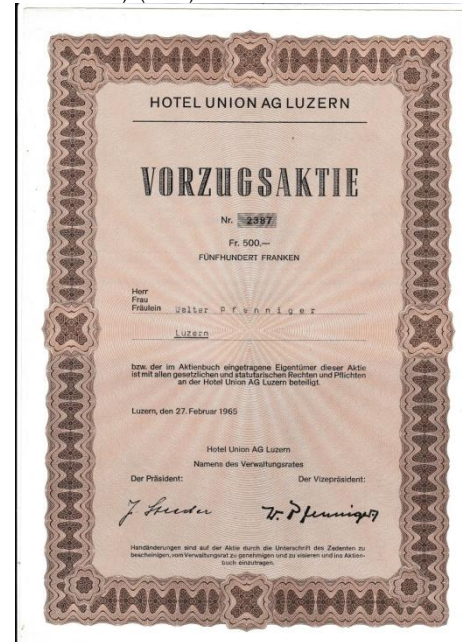 HOTEL UNION AG LUZERN
VORZUGSAKTIE
Nr. 2387
Fr. 500.—
FÜNFHUNDERT FRANKEN
Herr
Frau
Fräulein Walter Pfenniger
Luzern
bzw. der im Aktienbuch eingetragene Eigentümer dieser Aktie
ist mit allen gesetzlichen und statutarischen Rechten und Pflichten
an der Hotel Union AG Luzern beteiligt.
Luzern, den 27. Februar 1965
Hotel Union AG Luzern
Namens des Verwaltungsrates
Der Präsident: Der Vizepräsident:
W. Pfenniger
Handänderungen sind auf der Aktie durch die Unterschrift des Zedenten zu
bescheinigen, vom Verwaltungsrat zu genehmigen und zu visieren und ins Aktien-
buch einzutragen.